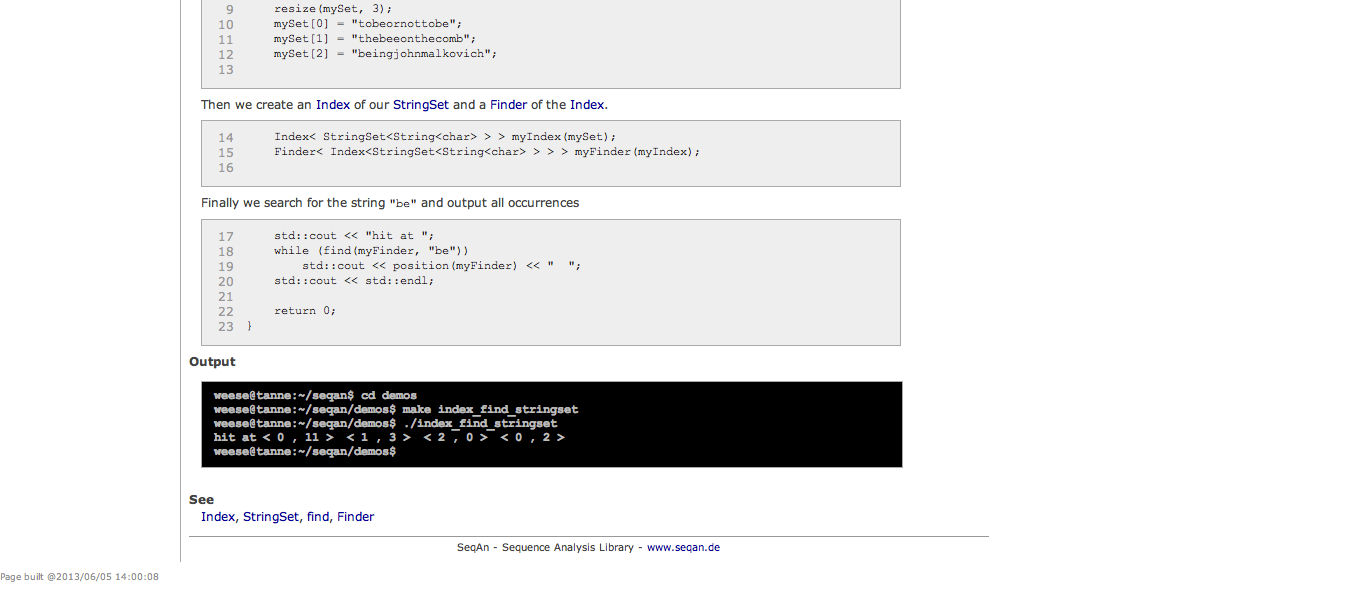 9 resize(mySet, 3);
10 mySet[0] = "tobeornottobe";
11 mySet[1] = "thebeeonthecomb";
12 mySet[2] = "beingjohnmalkovich";
13
Then we create an Index of our StringSet and a Finder of the Index.
14 Index< StringSet<String<char> > > myIndex(mySet);
15 Finder< Index<StringSet<String<char> > > > myFinder(myIndex);
16
Finally we search for the string "be" and output all occurrences
17 std::cout << "hit at ";
18 while (find(myFinder, "be"))
19 std::cout << position(myFinder) << "  ";
20 std::cout << std::endl;
21
22 return 0;
23 }
Output
weese@tanne:~/seqan$ cd demos
weese@tanne:~/seqan/demos$ make index_find_stringset
weese@tanne:~/seqan/demos$ ./index_find_stringset
hit at < 0 , 11 >  < 1 , 3 >  < 2 , 0 >  < 0 , 2 >
weese@tanne:~/seqan/demos$
See
Index, StringSet, find, Finder
SeqAn - Sequence Analysis Library - www.seqan.de
Page built @2013/06/05 14:00:08